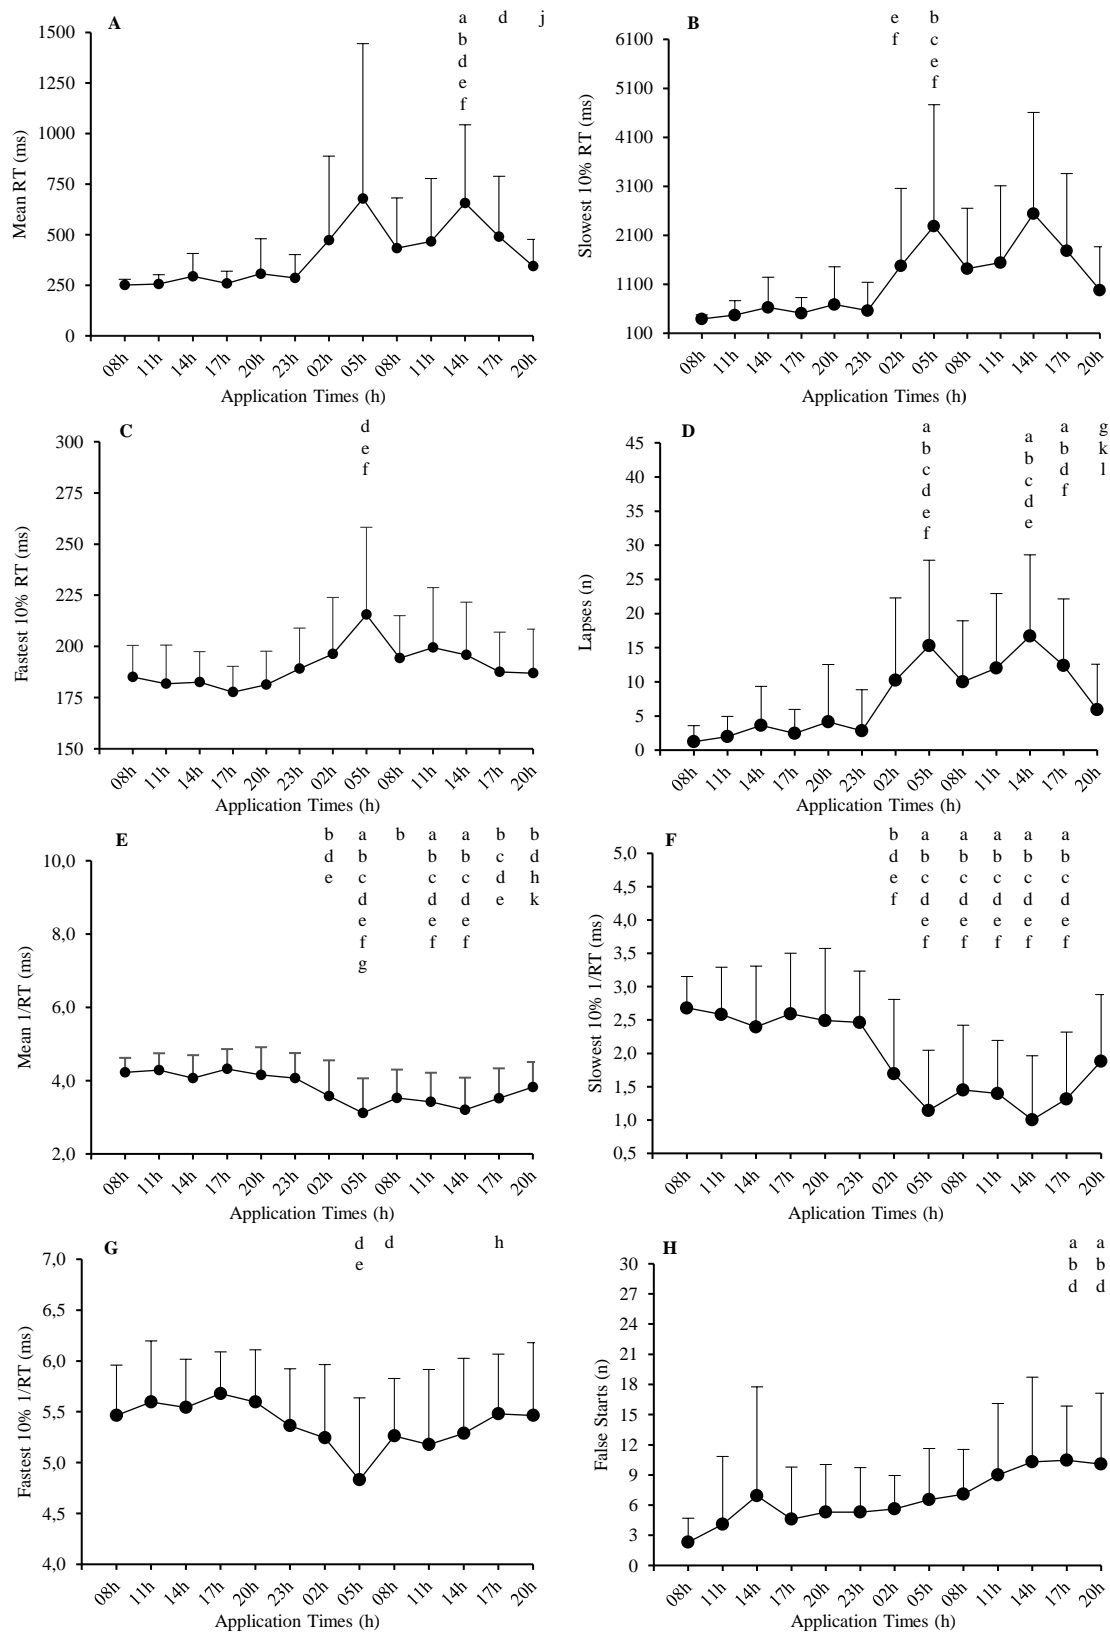 A
a d j
b
d
e
f
1500
1250
1000
750
500
250
0
Mean RT (ms)
08h 11h 14h 17h 20h 23h 02h 05h 08h 11h 14h 17h 20h
Application Times (h)
B
e b
f c
e
f
6100
5100
4100
3100
2100
1100
100
Slowest 10% RT (ms)
08h 11h 14h 17h 20h 23h 02h 05h 08h 11h 14h 17h 20h
Application Times (h)
C
d
e
f
300
275
250
225
200
175
150
Fastest 10% RT (ms)
08h 11h 14h 17h 20h 23h 02h 05h 08h 11h 14h 17h 20h
Application Times (h)
D
a a a g
b b b k
c c d l
d d f
e e
f
45
40
35
30
25
20
15
10
5
0
Lapses (n)
08h 11h 14h 17h 20h 23h 02h 05h 08h 11h 14h 17h 20h
Application Times (h)
E
b a b a a b b
d b b b c d
e c c c d h
d d d e k
e e e
f f f
g
10,0
8,0
6,0
4,0
2,0
Mean 1/RT (ms)
08h 11h 14h 17h 20h 23h 02h 05h 08h 11h 14h 17h 20h
Application Times (h)
F
b a a a a a
d b b b b b
e c c c c c
f d d d d d
e e e e e
f f f f f
5,0
4,5
4,0
3,5
3,0
2,5
2,0
1,5
1,0
0,5
Slowest 10% 1/RT (ms)
08h 11h 14h 17h 20h 23h 02h 05h 08h 11h 14h 17h 20h
Aplication Times (h)
G
d d h
e
7,0
6,5
6,0
5,5
5,0
4,5
4,0
Fastest 10% 1/RT (ms)
08h 11h 14h 17h 20h 23h 02h 05h 08h 11h 14h 17h 20h
Application Times (h)
H
a a
b b
d d
30
27
24
21
18
15
12
9
6
3
0
False Starts (n)
08h 11h 14h 17h 20h 23h 02h 05h 08h 11h 14h 17h 20h
Application Times (h)